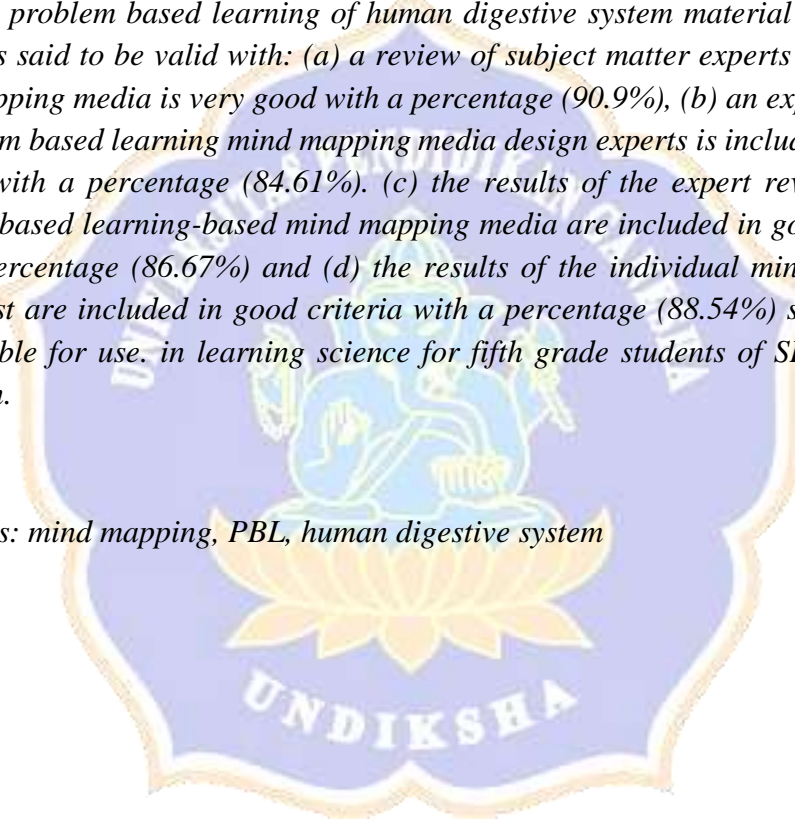 problem based learning of human digestive system material
s said to be valid with: (a) a review of subject matter experts
pping media is very good with a percentage (90.9%), (b) an exp
m based learning mind mapping media design experts is includ
with a percentage (84.61%). (c) the results of the expert rev
based learning-based mind mapping media are included in go
ercentage (86.67%) and (d) the results of the individual min
st are included in good criteria with a percentage (88.54%) s
ble for use. in learning science for fifth grade students of S
n.
s: mind mapping, PBL, human digestive system
UNIVERSITAS PENDIDIKAN GANESHA
UNDIKSHA